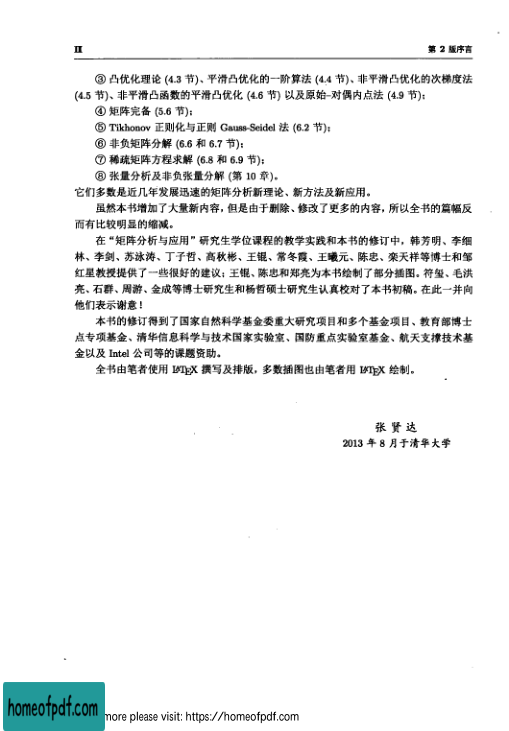 II
第 2 版序言
③ 凸优化理论 (4.3 节)、平滑凸优化的一阶算法 (4.4 节)、非平滑凸优化的次梯度法
(4.5 节)、非平滑凸函数的平滑凸优化 (4.6 节) 以及原始–对偶内点法 (4.9 节);
④ 矩阵完备 (5.6 节);
⑤ Tikhonov 正则化与正则 Gauss-Seidel 法 (6.2 节);
⑥ 非负矩阵分解 (6.6 和 6.7 节);
⑦ 稀疏矩阵方程求解 (6.8 和 6.9 节);
⑧ 张量分析及非负张量分解 (第 10 章)。
它们多数是近几年发展迅速的矩阵分析新理论、新方法及新应用。
虽然本书增加了大量新内容，但是由于删除、修改了更多的内容，所以全书的篇幅反
而有比较明显的缩减。
在“矩阵分析与应用”研究生学位课程的教学实践和本书的修订中，韩芳明、李细
林、李剑、苏泳涛、丁子哲、高秋彬、王锟、常冬霞、王曦元、陈忠、栾天祥等博士和邹
红星教授提供了一些很好的建议; 王锟、陈忠和郑亮为本书绘制了部分插图。符玺、毛洪
亮、石群、周游、金成等博士研究生和杨哲硕士研究生认真校对了本书初稿。在此一并向
他们表示谢意!
本书的修订得到了国家自然科学基金委重大研究项目和多个基金项目、教育部博士
点专项基金、清华信息科学与技术国家实验室、国防重点实验室基金、航天支撑技术基
金以及 Intel 公司等的课题资助。
全书由笔者使用 LATEX 撰写及排版，多数插图也由笔者用 LATEX 绘制。
张贤达
2013 年 8 月于清华大学
homeofpdf.com
more please visit: https://homeofpdf.com